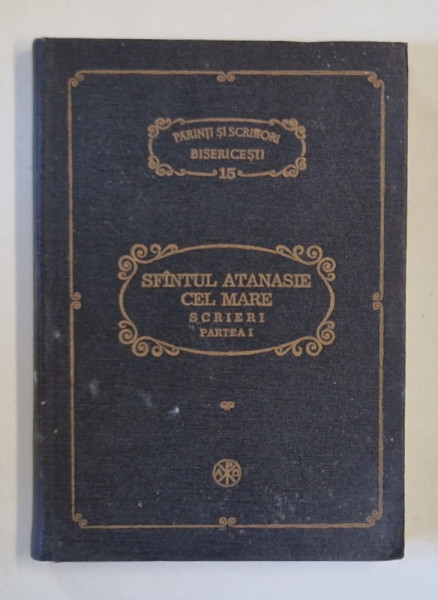 PĂRINȚI ȘI SCRIITORI
BISERICEȘTI
15
SFÎNTUL ATANASIE
CEL MARE
SCRIERI
PARTEA I